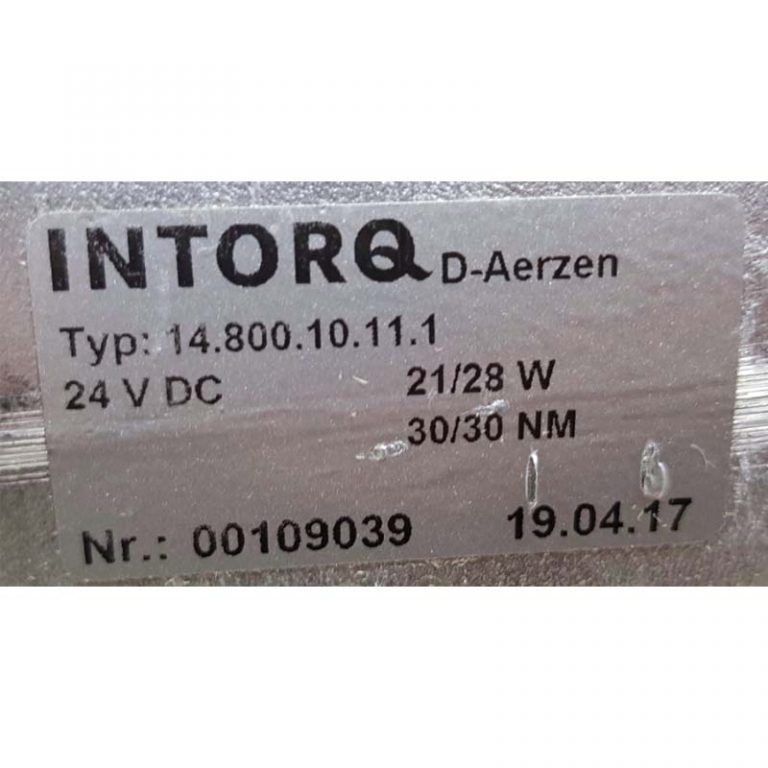 INTORQ D-Aerzen
Typ: 14.800.10.11.1
24 V DC 21/28 W
30/30 NM
Nr.: 00109039 19.04.17